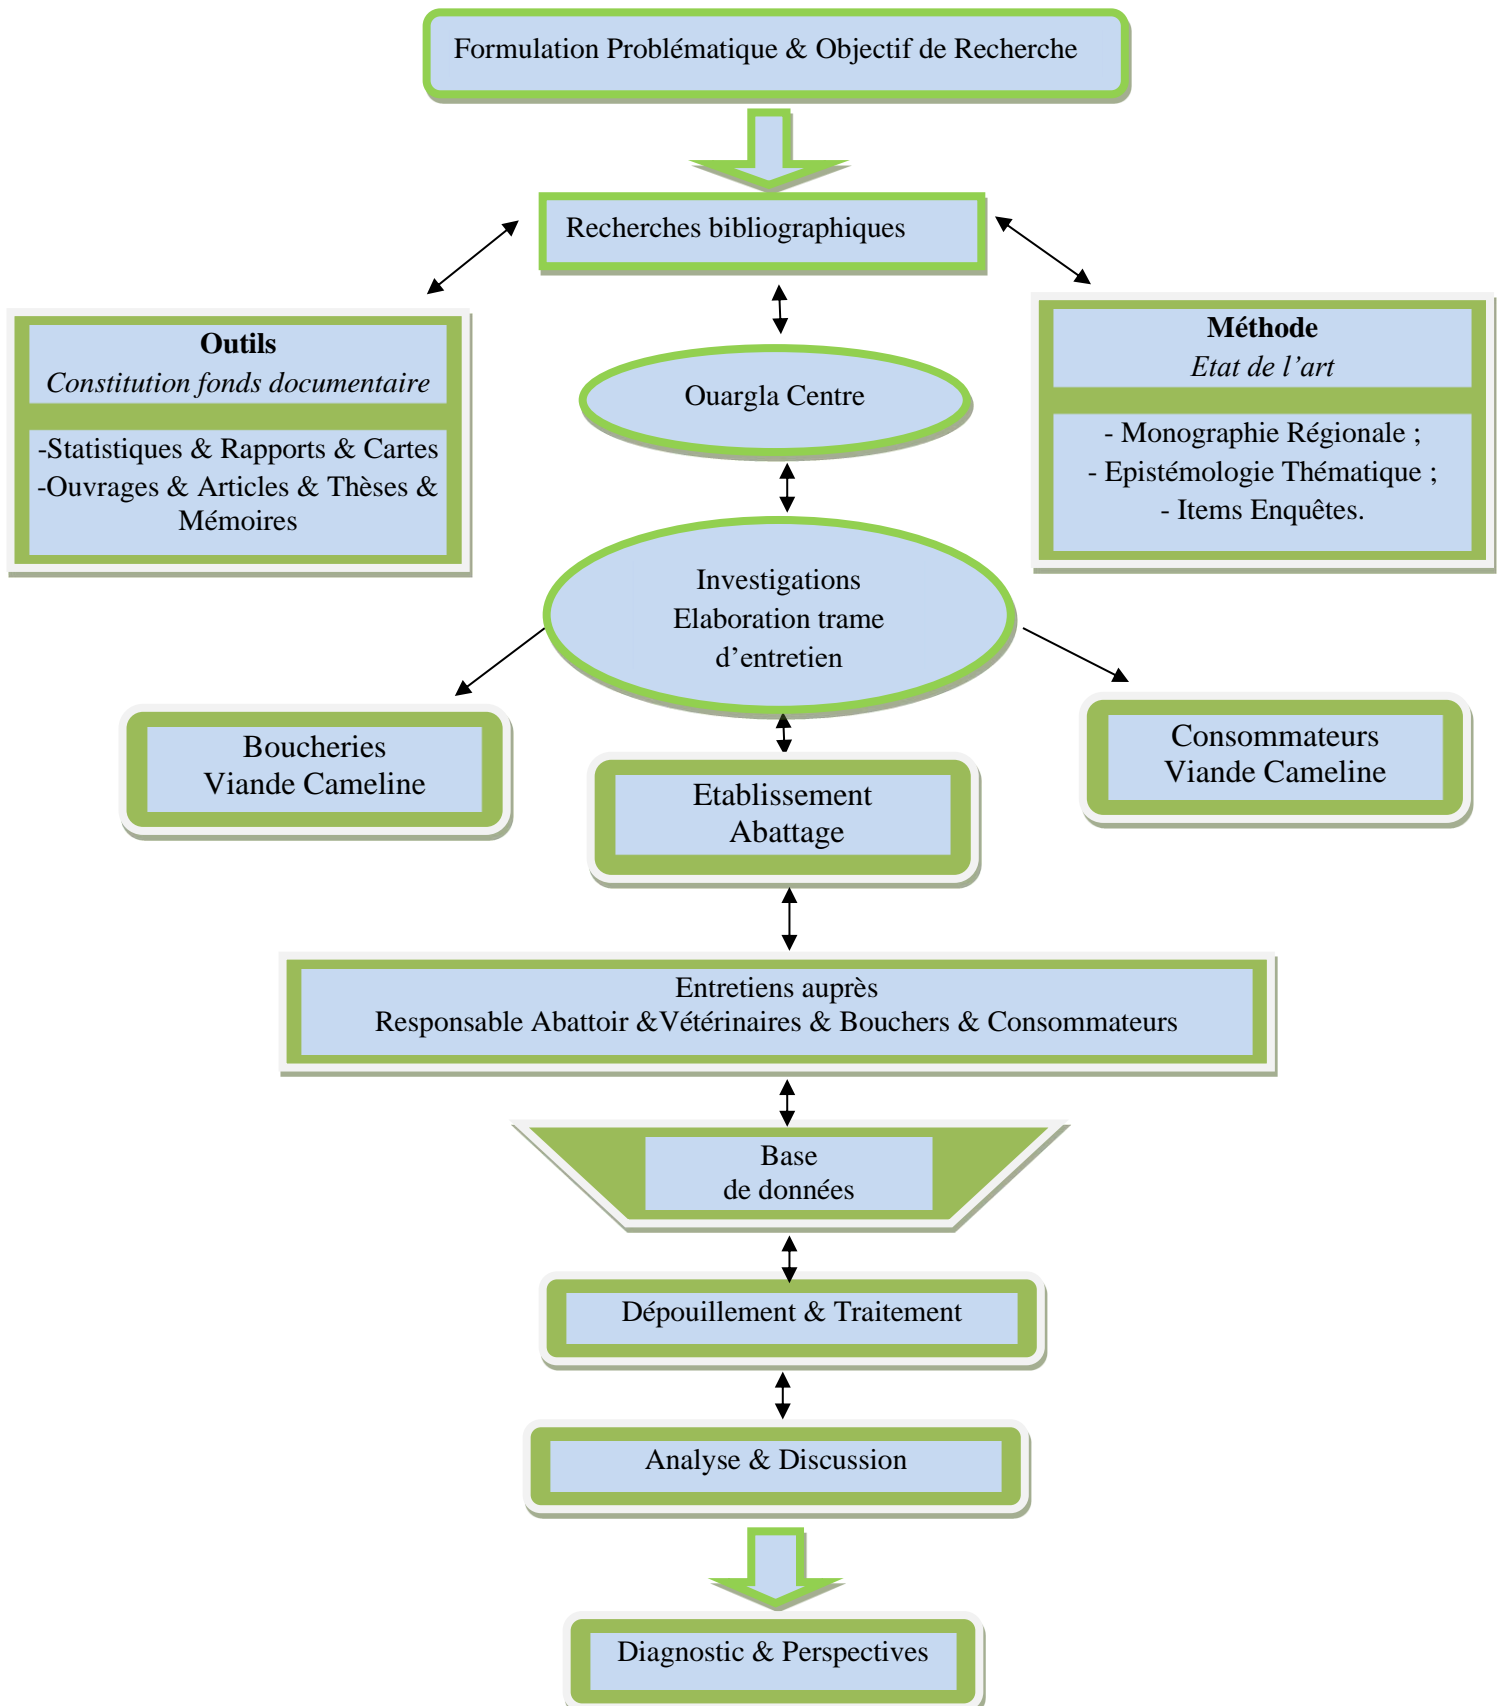 Formulation Problématique & Objectif de Recherche
Recherches bibliographiques
Outils
Constitution fonds documentaire
-Statistiques & Rapports & Cartes
-Ouvrages & Articles & Thèses &
Mémoires
Méthode
Etat de l’art
- Monographie Régionale ;
- Epistémologie Thématique ;
- Items Enquêtes.
Ouargla Centre
Investigations
Elaboration trame
d’entretien
Boucheries
Viande Cameline
Etablissement
Abattage
Consommateurs
Viande Cameline
Entretiens auprès
Responsable Abattoir &Vétérinaires & Bouchers & Consommateurs
Base
de données
Dépouillement & Traitement
Analyse & Discussion
Diagnostic & Perspectives